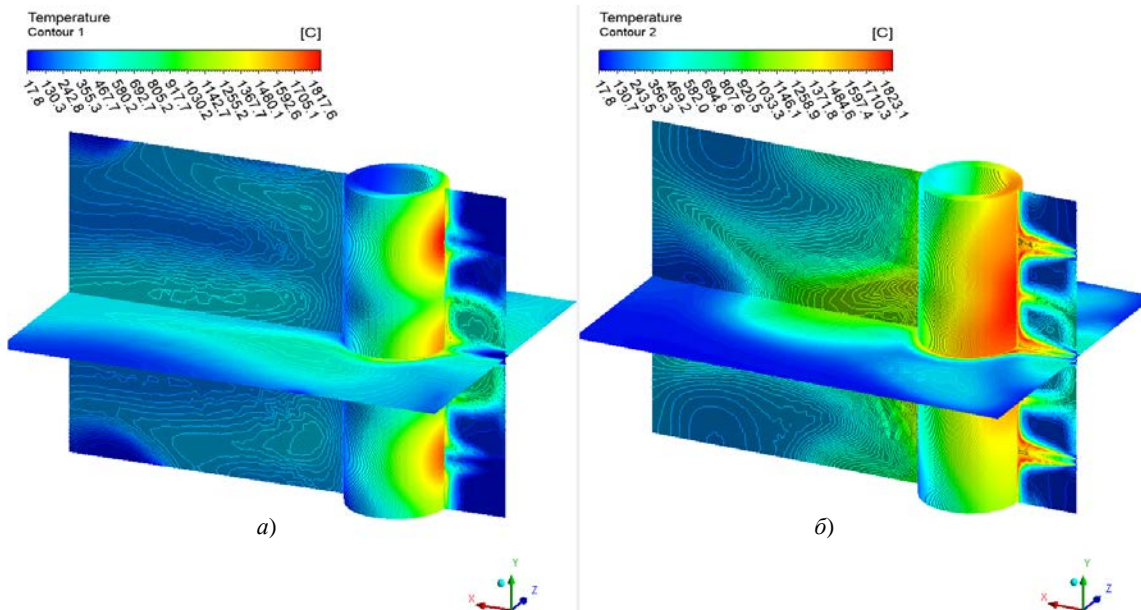 Temperature
Contour 1
[C]
17.8 130.3 242.8 355.3 467.7 580.2 692.7 805.2 917.7 1030.2 1142.7 1255.2 1367.7 1480.1 1592.6 1705.1 1817.6
а)
X Y Z
Temperature
Contour 2
[C]
17.8 130.7 243.5 356.3 469.2 582.0 694.8 807.6 920.5 1033.3 1146.1 1258.9 1371.8 1484.6 1597.4 1710.3 1823.1
б)
X Y Z